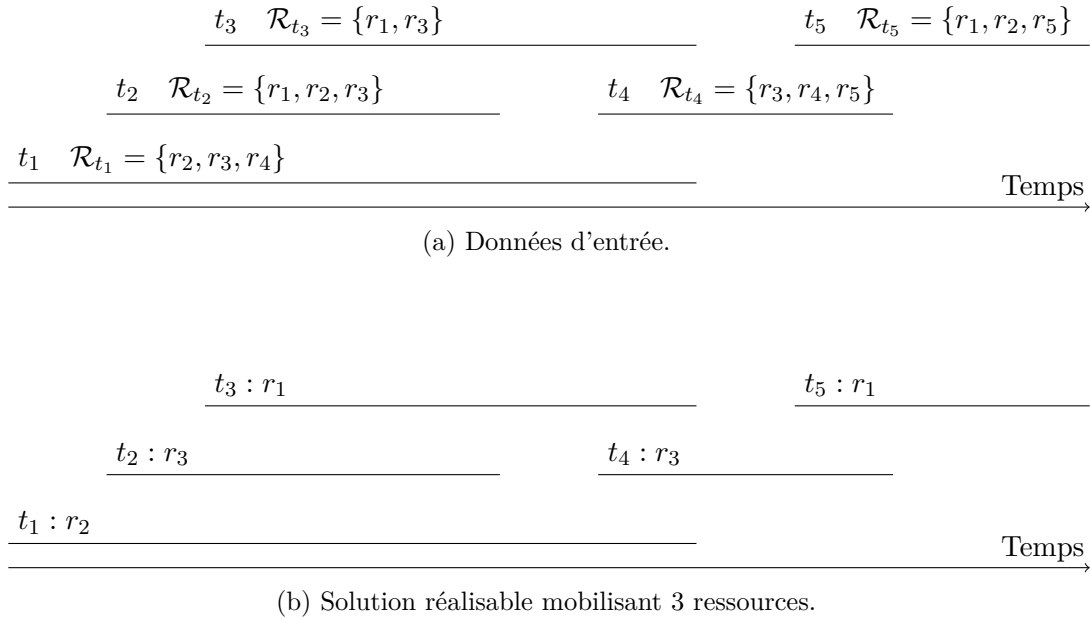 t₃ ℛ_{t₃} = {r₁, r₃} t₅ ℛ_{t₅} = {r₁, r₂, r₅}
t₂ ℛ_{t₂} = {r₁, r₂, r₃} t₄ ℛ_{t₄} = {r₃, r₄, r₅}
t₁ ℛ_{t₁} = {r₂, r₃, r₄}
Temps
(a) Données d'entrée.
t₃ : r₁ t₅ : r₁
t₂ : r₃ t₄ : r₃
t₁ : r₂
Temps
(b) Solution réalisable mobilisant 3 ressources.